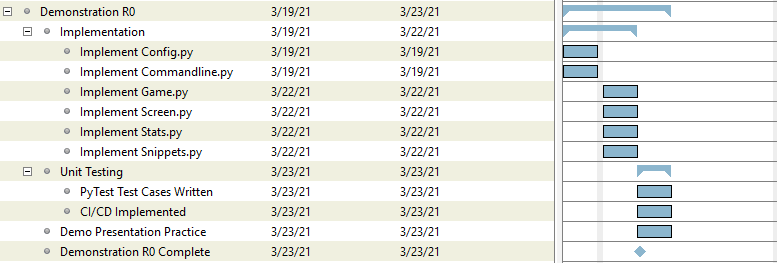 Demonstration R0 3/19/21 3/23/21
Implementation 3/19/21 3/22/21
Implement Config.py 3/19/21 3/19/21
Implement Commandline.py 3/19/21 3/19/21
Implement Game.py 3/22/21 3/22/21
Implement Screen.py 3/22/21 3/22/21
Implement Stats.py 3/22/21 3/22/21
Implement Snippets.py 3/22/21 3/22/21
Unit Testing 3/23/21 3/23/21
PyTest Test Cases Written 3/23/21 3/23/21
CI/CD Implemented 3/23/21 3/23/21
Demo Presentation Practice 3/23/21 3/23/21
Demonstration R0 Complete 3/23/21 3/23/21